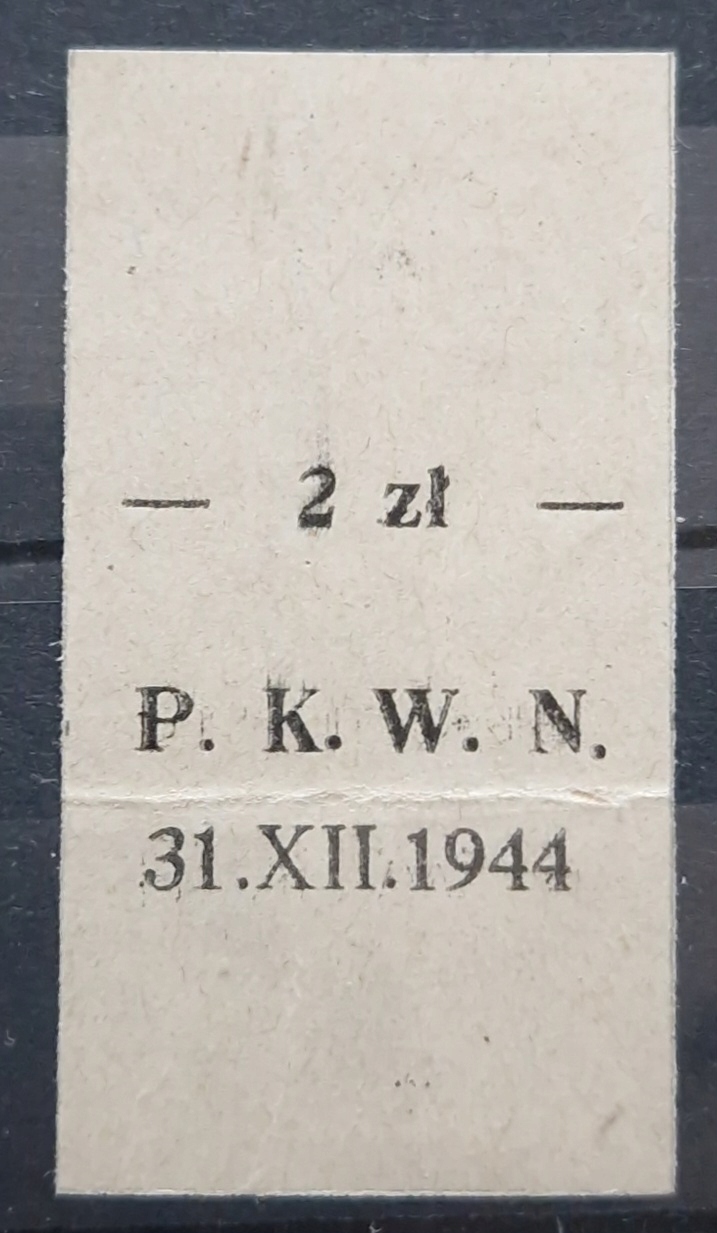 — 2 zł —
P. K. W. N.
31.XII.1944